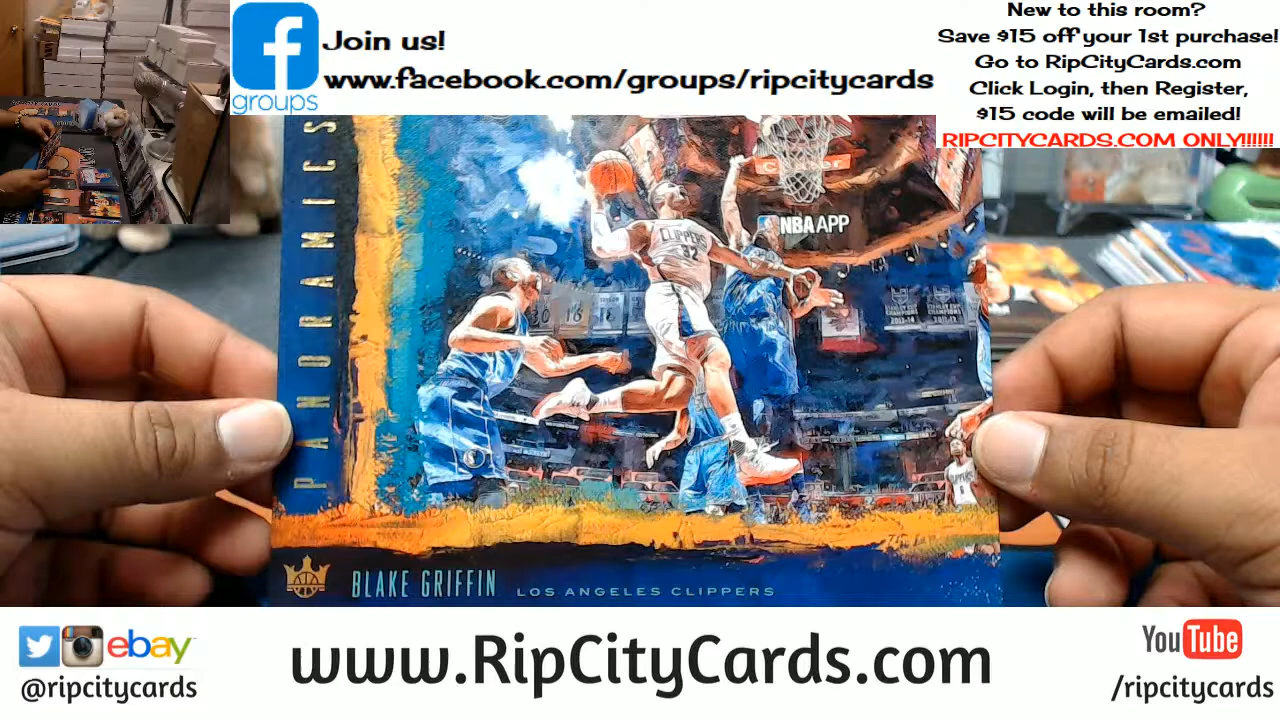 groups
Join us!
www.facebook.com/groups/ripcitycards
New to this room?
Save $15 off your 1st purchase!
Go to RipCityCards.com
Click Login, then Register,
$15 code will be emailed!
RIPCITYCARDS.COM ONLY!!!!!!
PANORAMICS
NBA APP
CLIPPERS
32
BLAKE GRIFFIN LOS ANGELES CLIPPERS
ebay
@ripcitycards
www.RipCityCards.com
YouTube
/ripcitycards